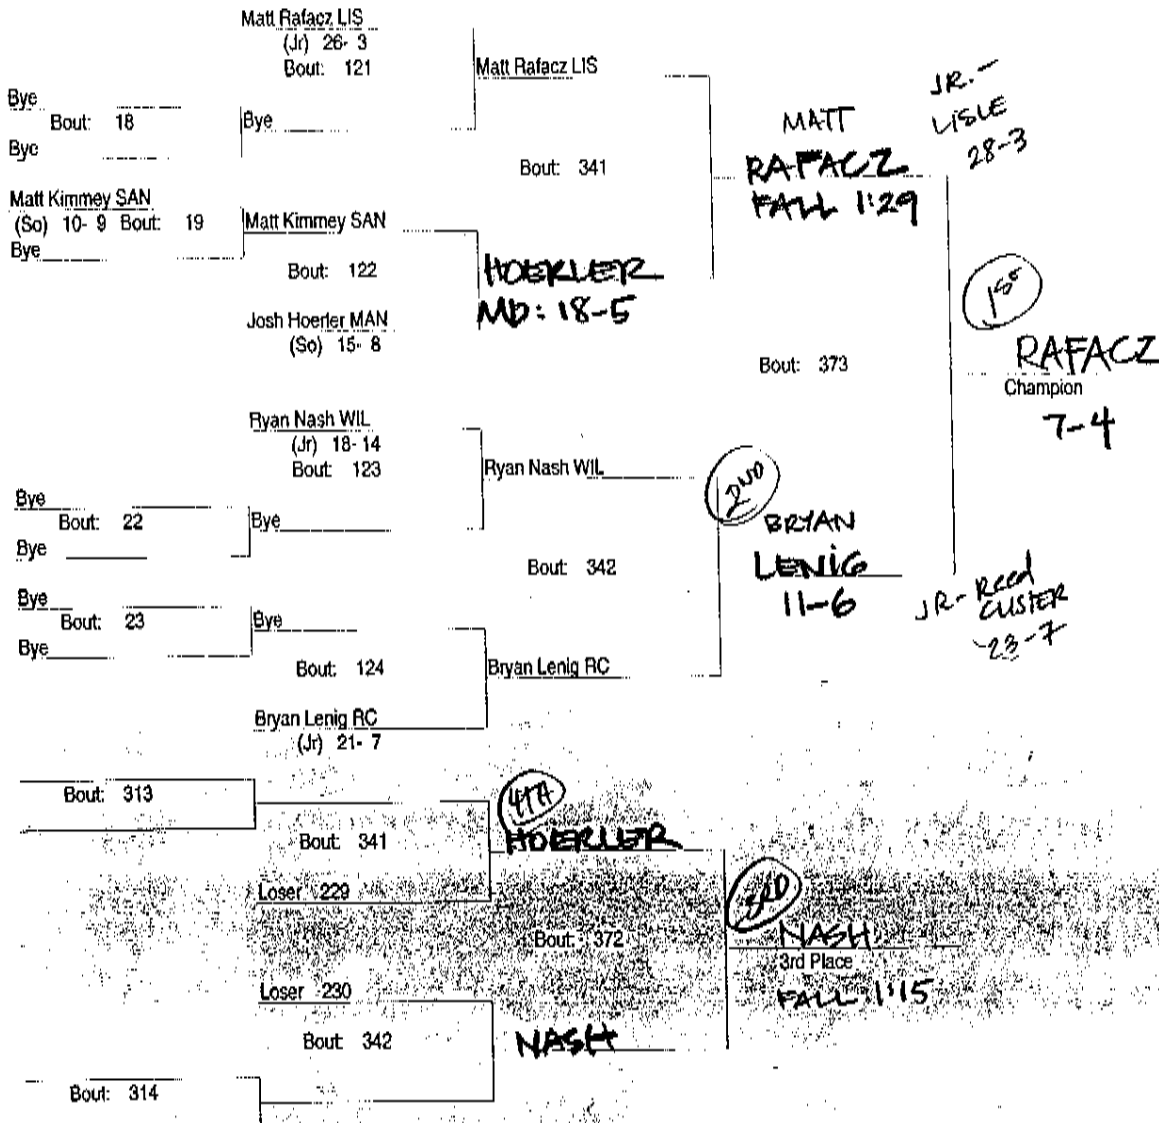 Matt Rafacz LIS
(Jr) 26- 3
Bout: 121
Matt Rafacz LIS
Bye
Bout: 18
Bye
Bye
MATT
RAFACZ
FALL 1:29
JR.-
LISLE
28-3
Bout: 341
Matt Kimmey SAN
(So) 10- 9 Bout: 19
Bye
Matt Kimmey SAN
Bout: 122
HOERLER
MD: 18-5
Josh Hoerler MAN
(So) 15- 8
1ST
RAFACZ
Champion
7-4
Bout: 373
Ryan Nash WIL
(Jr) 18- 14
Bout: 123
Ryan Nash WIL
Bye
Bout: 22
Bye
Bye
2ND
BRYAN
LENIG
11-6
Bout: 342
JR- Reed
CUSTER
23-7
Bye
Bout: 23
Bye
Bye
Bout: 124
Bryan Lenig RC
Bryan Lenig RC
(Jr) 21- 7
Bout: 313
4TH
HOERLER
Bout: 341
Loser 229
3RD
NASH
3rd Place
FALL 1:15
Bout: 372
Loser 230
Bout: 342
NASH
Bout: 314